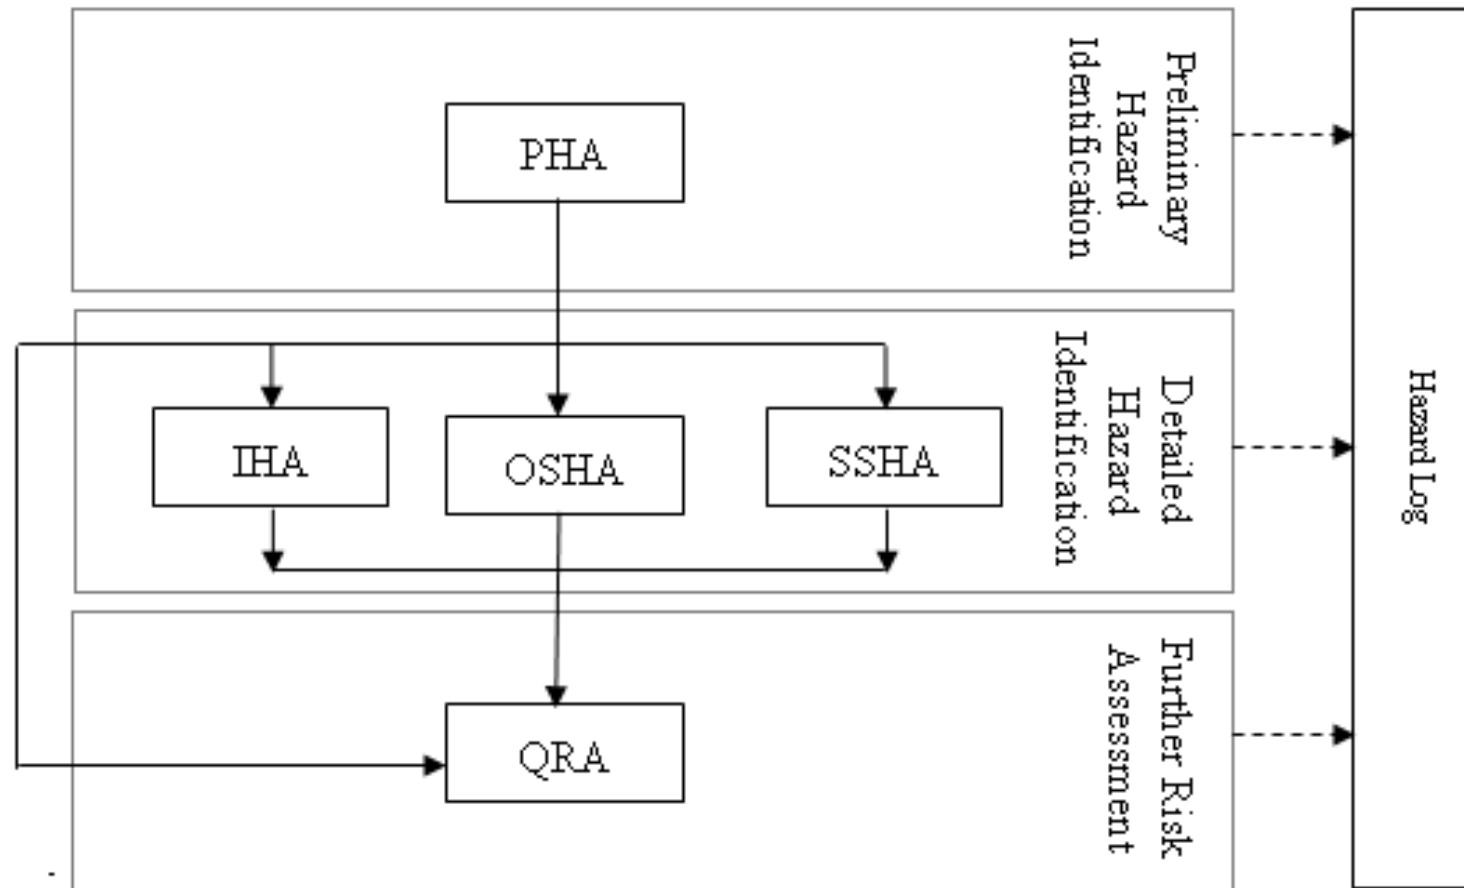 PHA
Preliminary
Hazard
Identification
IHA
OSHA
SSHA
Detailed
Hazard
Identification
QRA
Further Risk
Assessment
Hazard Log